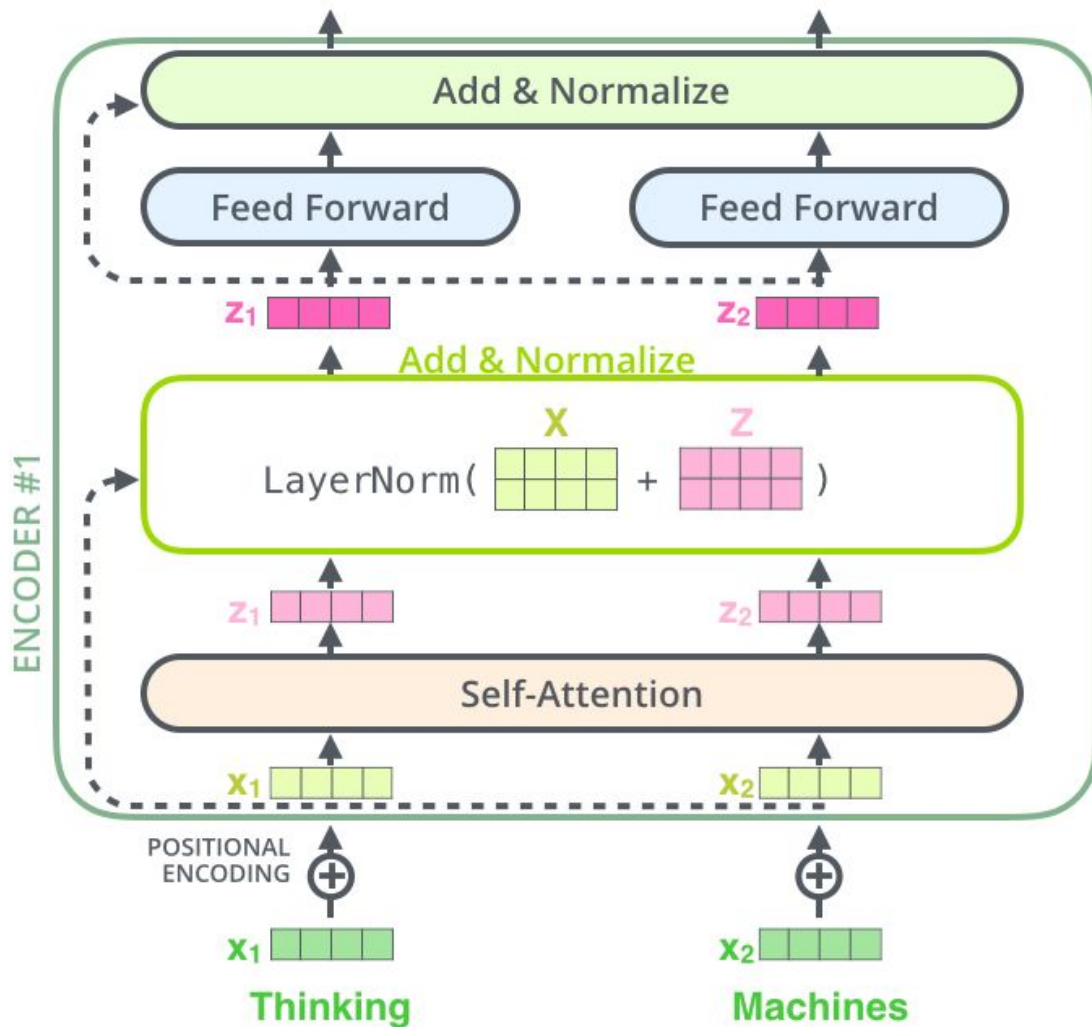 Add & Normalize
Feed Forward Feed Forward
z₁ z₂
Add & Normalize
X Z
LayerNorm( + )
ENCODER #1
z₁ z₂
Self-Attention
x₁ x₂
POSITIONAL
ENCODING
x₁ x₂
Thinking Machines